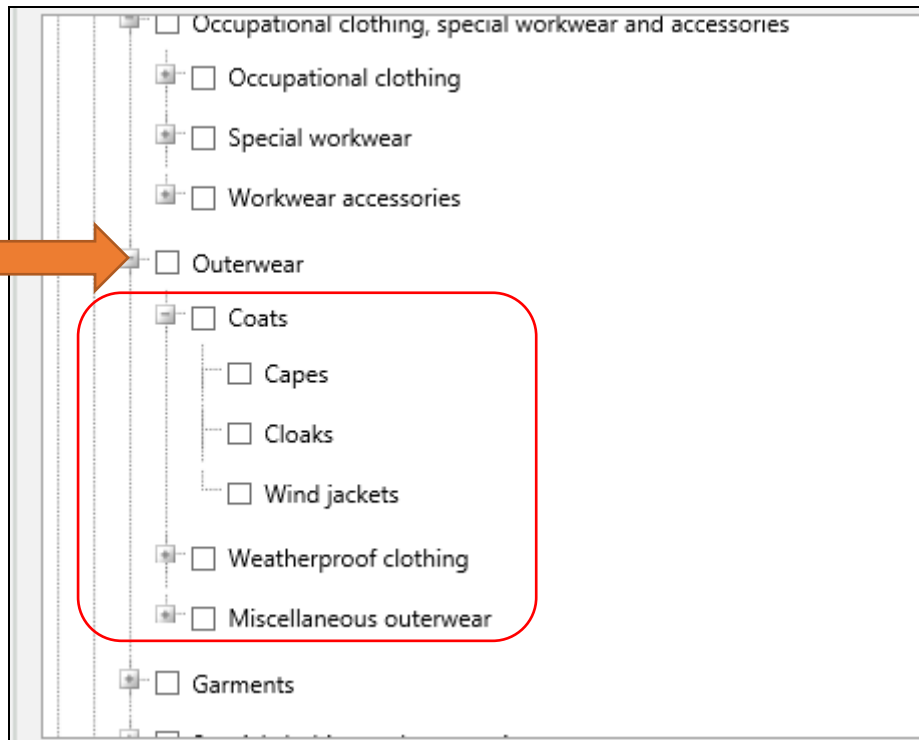 Occupational clothing, special workwear and accessories
Occupational clothing
Special workwear
Workwear accessories
Outerwear
Coats
Capes
Cloaks
Wind jackets
Weatherproof clothing
Miscellaneous outerwear
Garments